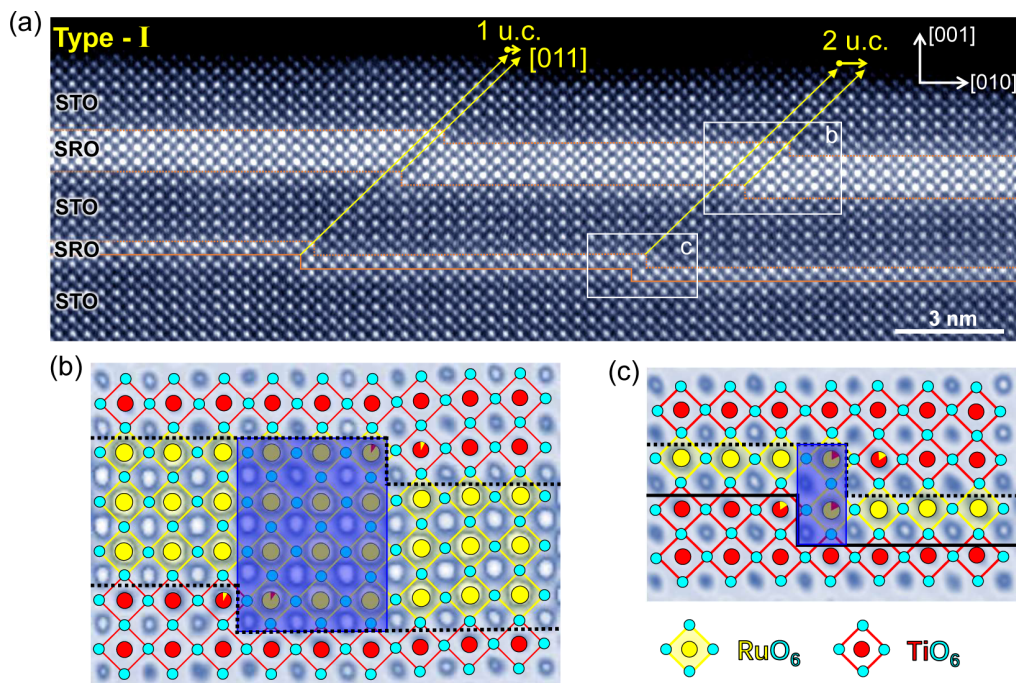 (a)
Type - I
1 u.c.
[011]
2 u.c.
[001]
[010]
STO
SRO
STO
SRO
STO
b
c
3 nm
(b)
(c)
RuO₆
TiO₆